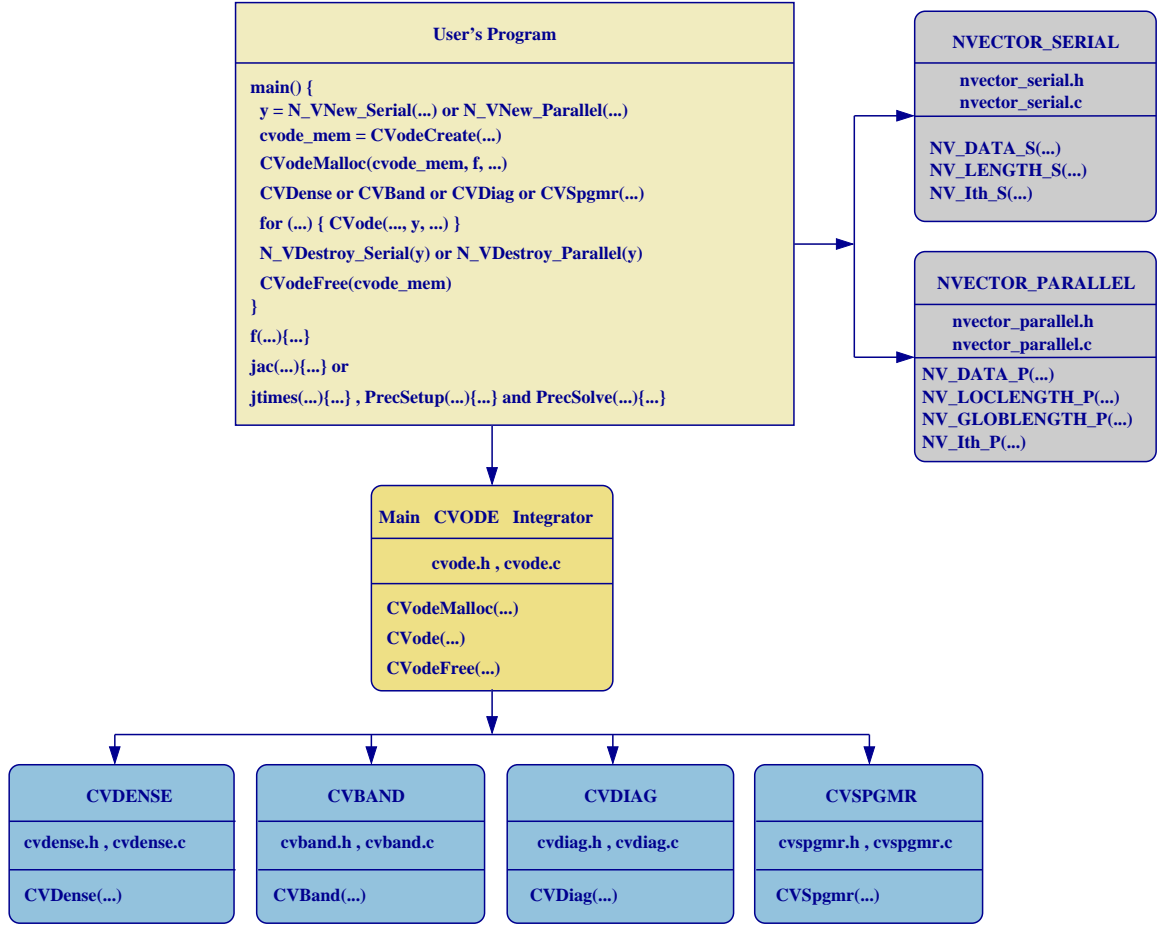 User's Program
main() {
y = N_VNew_Serial(...) or N_VNew_Parallel(...)
cvode_mem = CVodeCreate(...)
CVodeMalloc(cvode_mem, f, ...)
CVDense or CVBand or CVDiag or CVSpgmr(...)
for (...) { CVode(..., y, ...) }
N_VDestroy_Serial(y) or N_VDestroy_Parallel(y)
CVodeFree(cvode_mem)
}
f(...){...}
jac(...){...} or
jtimes(...){...} , PrecSetup(...){...} and PrecSolve(...){...}
NVECTOR_SERIAL
nvector_serial.h
nvector_serial.c
NV_DATA_S(...)
NV_LENGTH_S(...)
NV_Ith_S(...)
NVECTOR_PARALLEL
nvector_parallel.h
nvector_parallel.c
NV_DATA_P(...)
NV_LOCLENGTH_P(...)
NV_GLOBLENGTH_P(...)
NV_Ith_P(...)
Main CVODE Integrator
cvode.h , cvode.c
CVodeMalloc(...)
CVode(...)
CVodeFree(...)
CVDENSE
cvdense.h , cvdense.c
CVDense(...)
CVBAND
cvband.h , cvband.c
CVBand(...)
CVDIAG
cvdiag.h , cvdiag.c
CVDiag(...)
CVSPGMR
cvspgmr.h , cvspgmr.c
CVSpgmr(...)